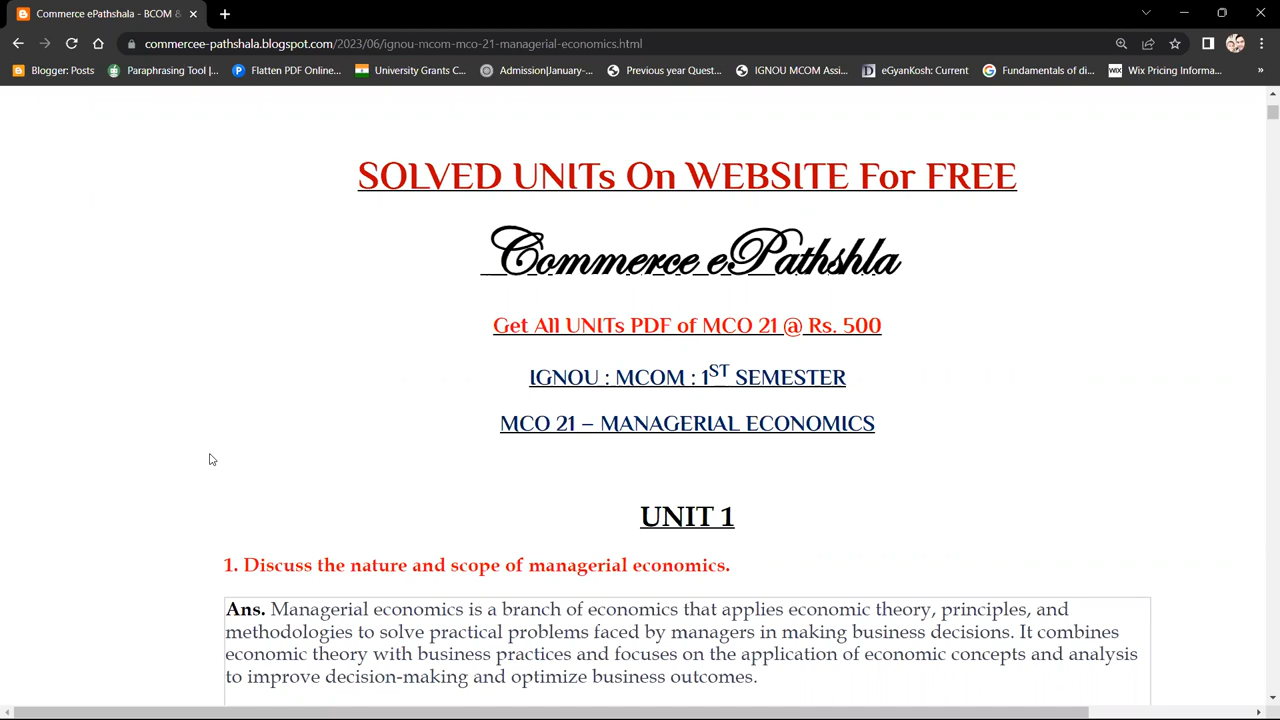 Commerce ePathshala - BCOM &
commercee-pathshala.blogspot.com/2023/06/ignou-mcom-mco-21-managerial-economics.html
Blogger: Posts
Paraphrasing Tool |...
Flatten PDF Online...
University Grants C...
Admission|January-...
Previous year Quest...
IGNOU MCOM Assi...
eGyanKosh: Current
Fundamentals of di...
WIX Wix Pricing Informa...
SOLVED UNITs On WEBSITE For FREE
Commerce ePathshla
Get All UNITs PDF of MCO 21 @ Rs. 500
IGNOU : MCOM : 1ST SEMESTER
MCO 21 – MANAGERIAL ECONOMICS
UNIT 1
1. Discuss the nature and scope of managerial economics.
Ans. Managerial economics is a branch of economics that applies economic theory, principles, and
methodologies to solve practical problems faced by managers in making business decisions. It combines
economic theory with business practices and focuses on the application of economic concepts and analysis
to improve decision-making and optimize business outcomes.